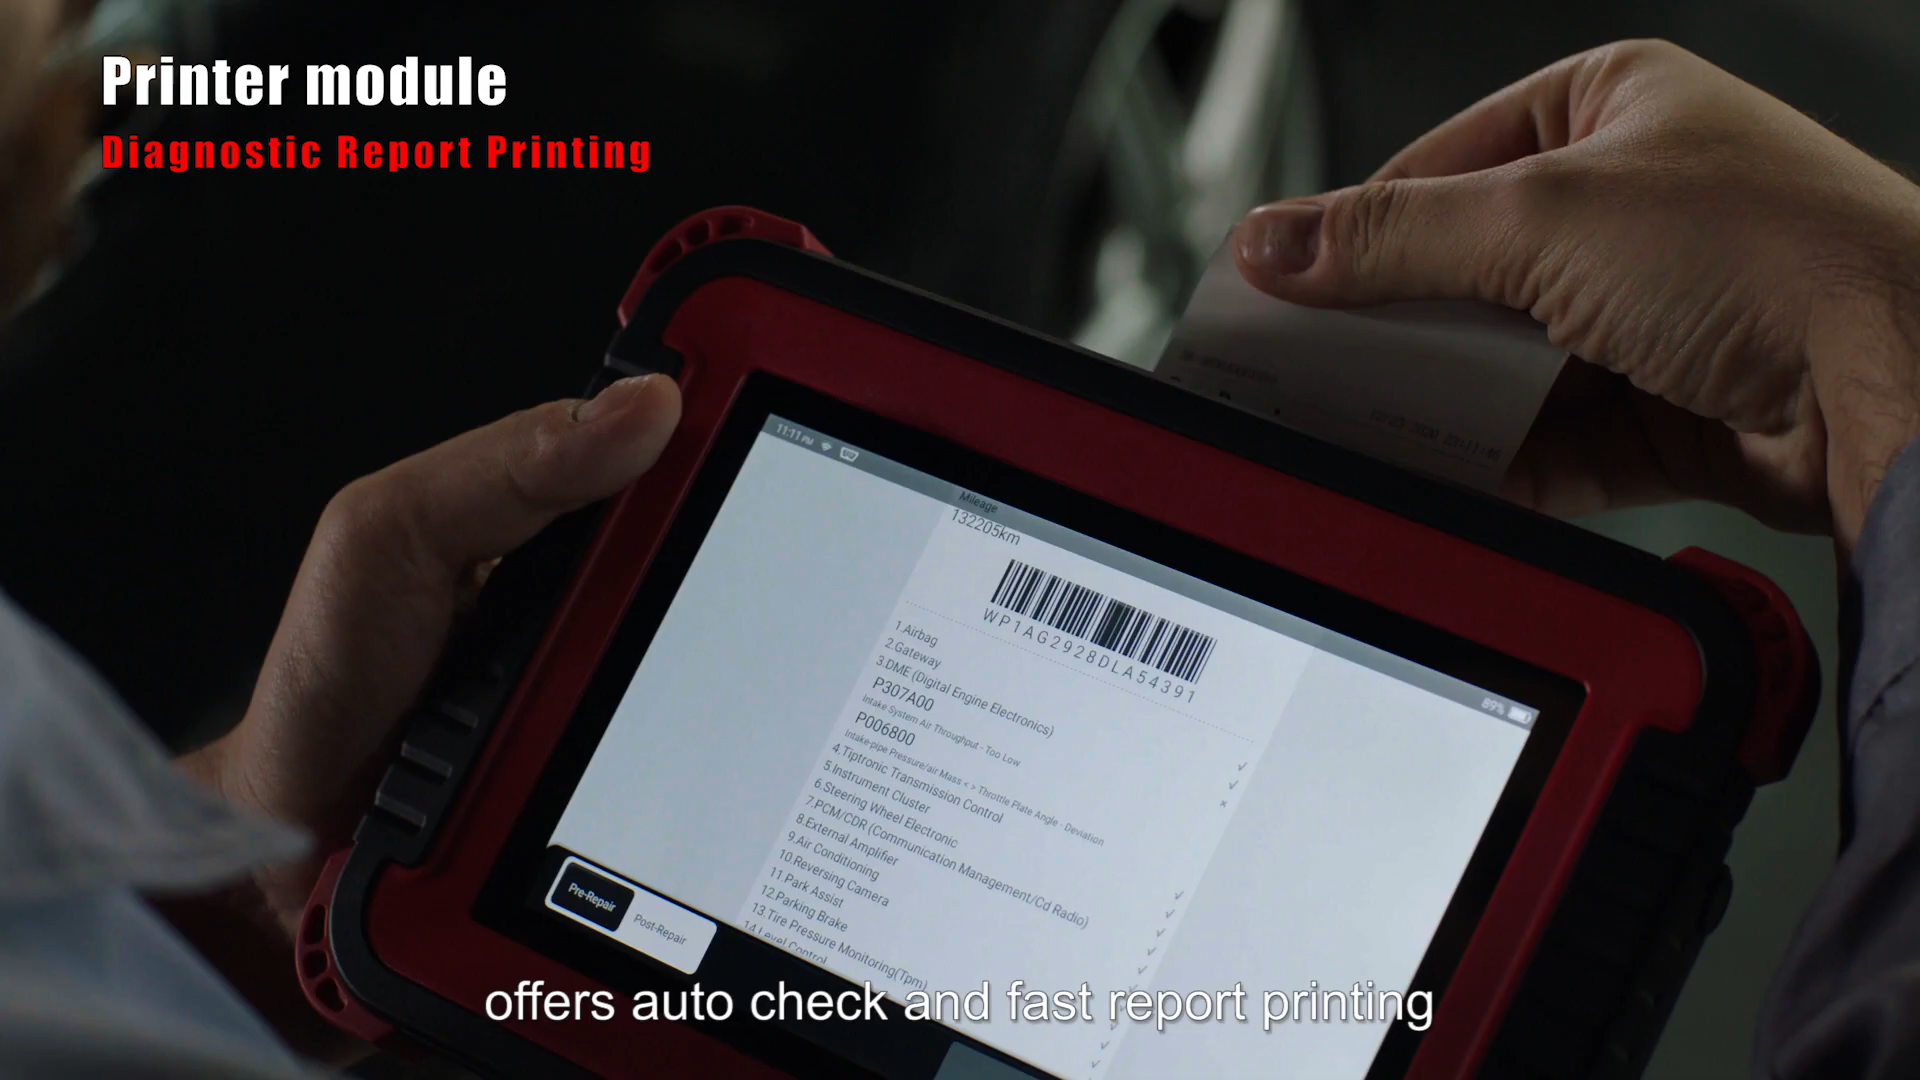 Printer module
Diagnostic Report Printing
11:11 PM
89%
Mileage
132205km
WP1AG2928DLA54391
1.Airbag
2.Gateway
3.DME (Digital Engine Electronics)
P307A00
Intake System Air Throughput - Too Low
P006800
Intake-pipe Pressure/air Mass < > Throttle Plate Angle - Deviation
4.Tiptronic Transmission Control
5.Instrument Cluster
6.Steering Wheel Electronic
7.PCM/CDR (Communication Management/Cd Radio)
8.External Amplifier
9.Air Conditioning
10.Reversing Camera
11.Park Assist
12.Parking Brake
13.Tire Pressure Monitoring(Tpm)
14.Level Control
Pre-Repair
Post-Repair
offers auto check and fast report printing